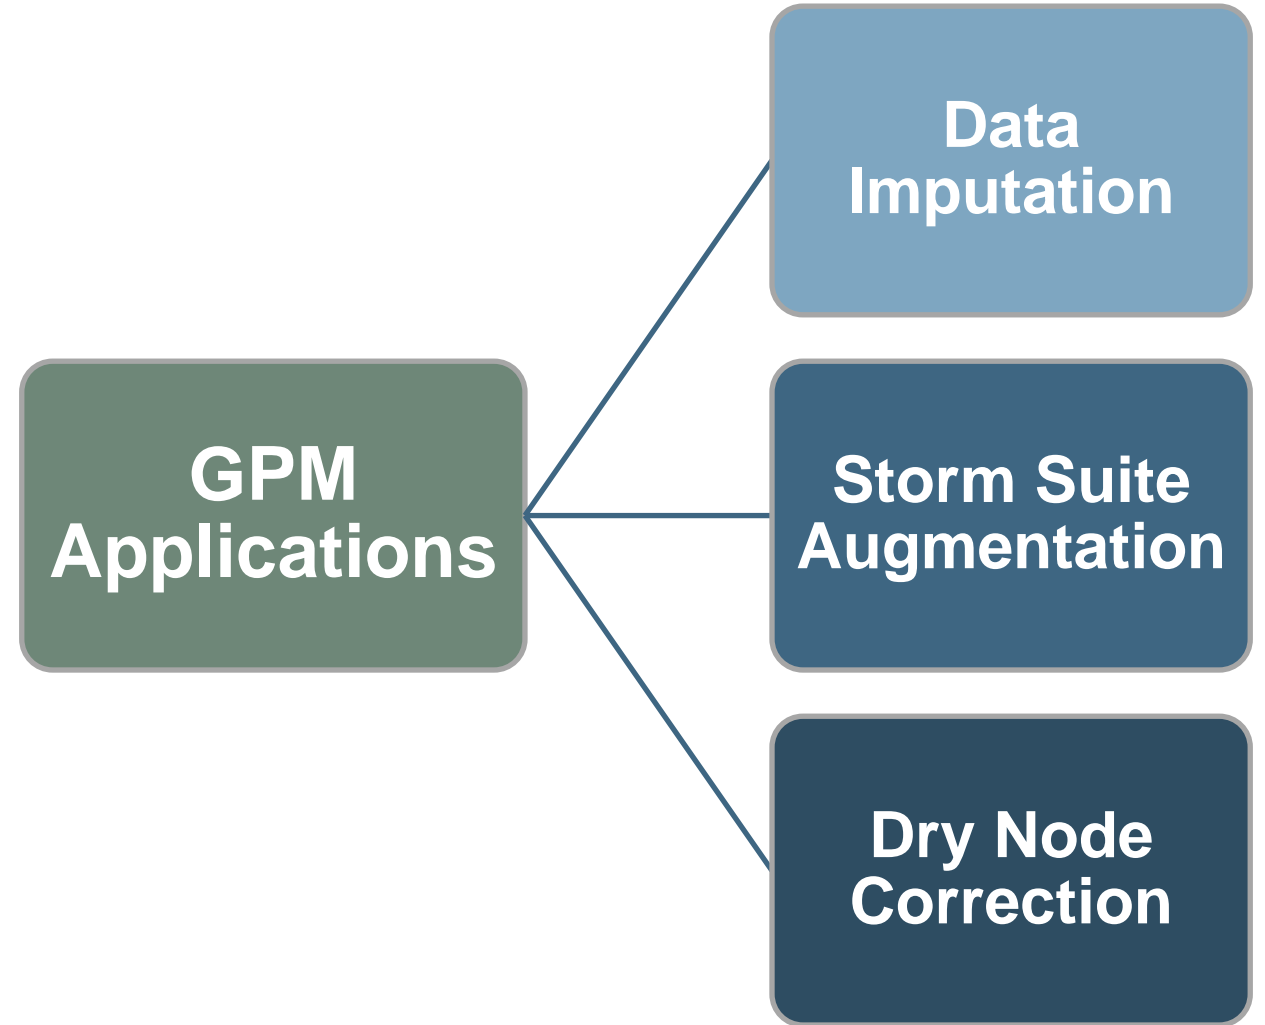 GPM
Applications
Data
Imputation
Storm Suite
Augmentation
Dry Node
Correction